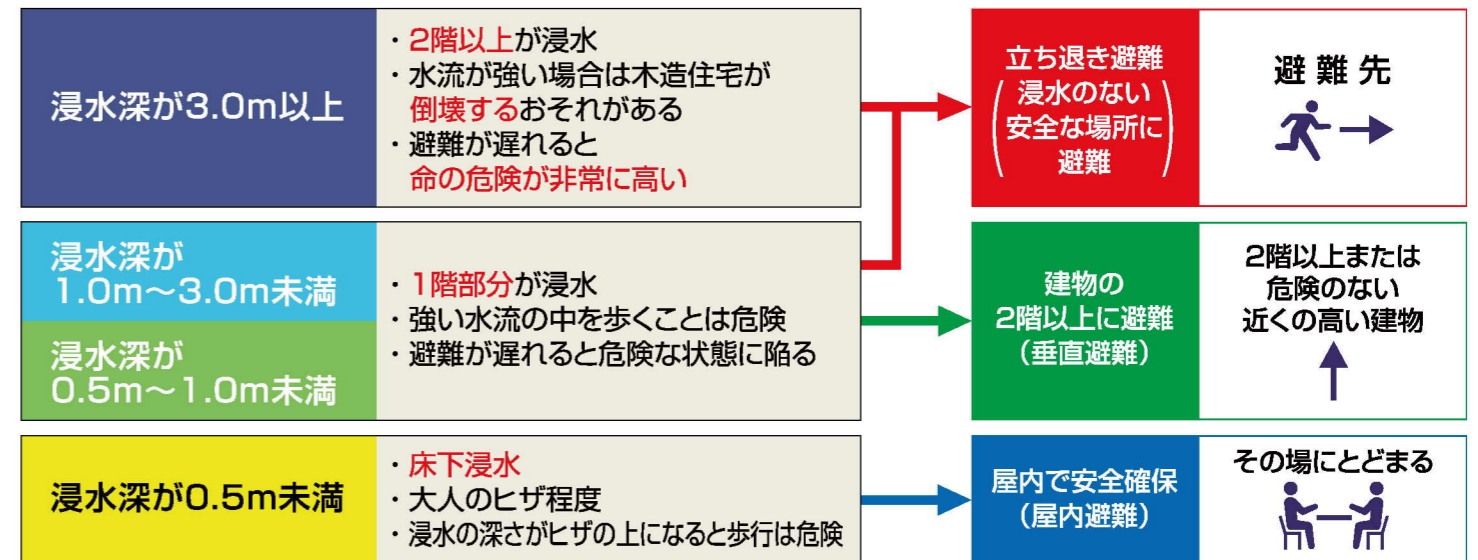 浸水深が3.0m以上
・2階以上が浸水
・水流が強い場合は木造住宅が
倒壊するおそれがある
・避難が遅れると
命の危険が非常に高い
立ち退き避難
(浸水のない
安全な場所に
避難)
避難先
浸水深が
1.0m〜3.0m未満
浸水深が
0.5m〜1.0m未満
・1階部分が浸水
・強い水流の中を歩くことは危険
・避難が遅れると危険な状態に陥る
建物の
2階以上に避難
(垂直避難)
2階以上または
危険のない
近くの高い建物
浸水深が0.5m未満
・床下浸水
・大人のヒザ程度
・浸水の深さがヒザの上になると歩行は危険
屋内で安全確保
(屋内避難)
その場にとどまる